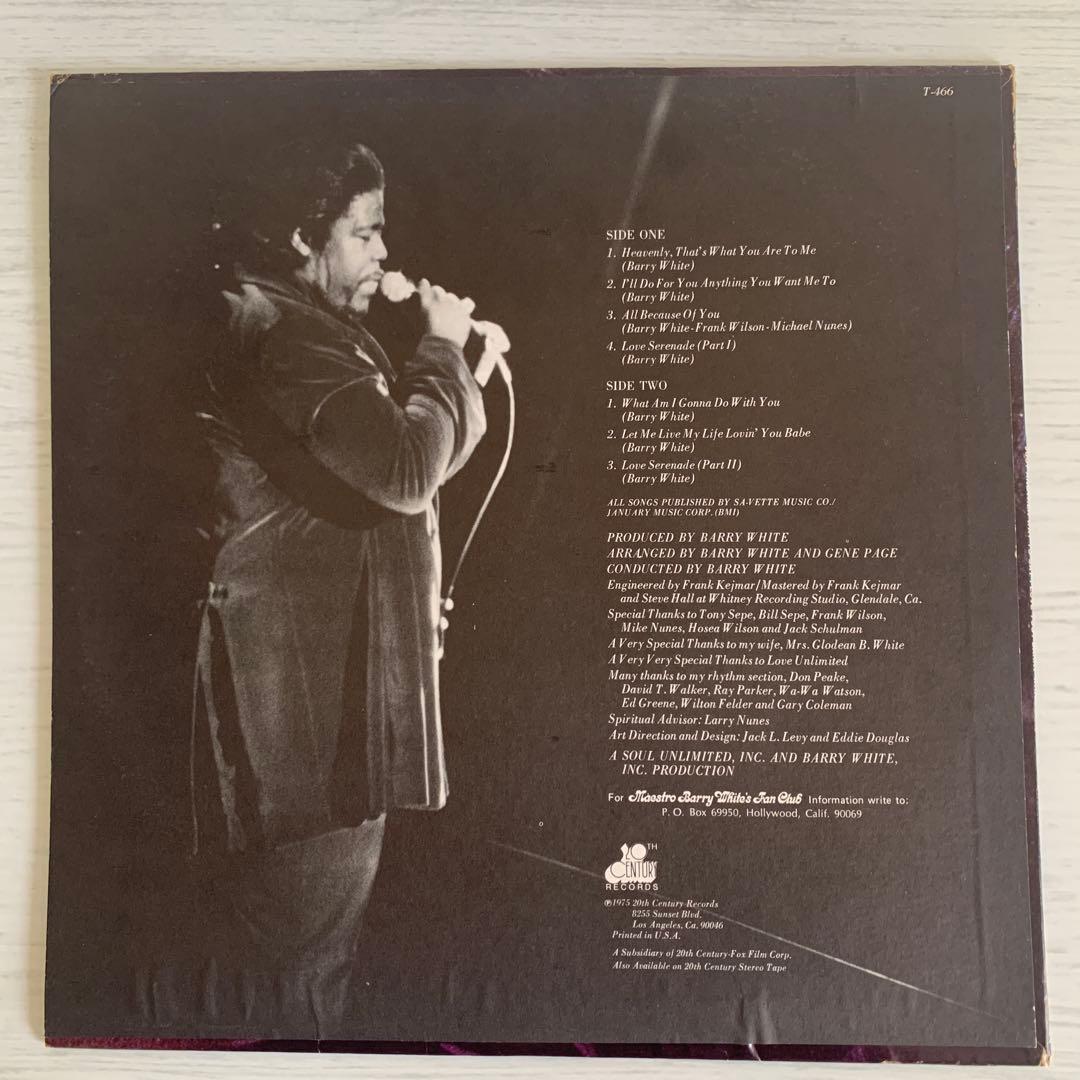 T-466
SIDE ONE
1. Heavenly, That's What You Are To Me
(Barry White)
2. I'll Do For You Anything You Want Me To
(Barry White)
3. All Because Of You
(Barry White-Frank Wilson-Michael Nunes)
4. Love Serenade (Part I)
(Barry White)
SIDE TWO
1. What Am I Gonna Do With You
(Barry White)
2. Let Me Live My Life Lovin' You Babe
(Barry White)
3. Love Serenade (Part II)
(Barry White)
ALL SONGS PUBLISHED BY SA-VETTE MUSIC CO./
JANUARY MUSIC CORP. (BMI)
PRODUCED BY BARRY WHITE
ARRANGED BY BARRY WHITE AND GENE PAGE
CONDUCTED BY BARRY WHITE
Engineered by Frank Kejmar/Mastered by Frank Kejmar
and Steve Hall at Whitney Recording Studio, Glendale, Ca.
Special Thanks to Tony Sepe, Bill Sepe, Frank Wilson,
Mike Nunes, Hosea Wilson and Jack Schulman
A Very Special Thanks to my wife, Mrs. Glodean B. White
A Very Very Special Thanks to Love Unlimited
Many thanks to my rhythm section, Don Peake,
David T. Walker, Ray Parker, Wa-Wa Watson,
Ed Greene, Wilton Felder and Gary Coleman
Spiritual Advisor: Larry Nunes
Art Direction and Design: Jack L. Levy and Eddie Douglas
A SOUL UNLIMITED, INC. AND BARRY WHITE,
INC. PRODUCTION
For Maestro Barry White's Fan Club Information write to:
P. O. Box 69950, Hollywood, Calif. 90069
20TH
CENTURY
RECORDS
℗1975 20th Century Records
8255 Sunset Blvd.
Los Angeles, Ca. 90046
Printed in U.S.A.
A Subsidiary of 20th Century-Fox Film Corp.
Also Available on 20th Century Stereo Tape